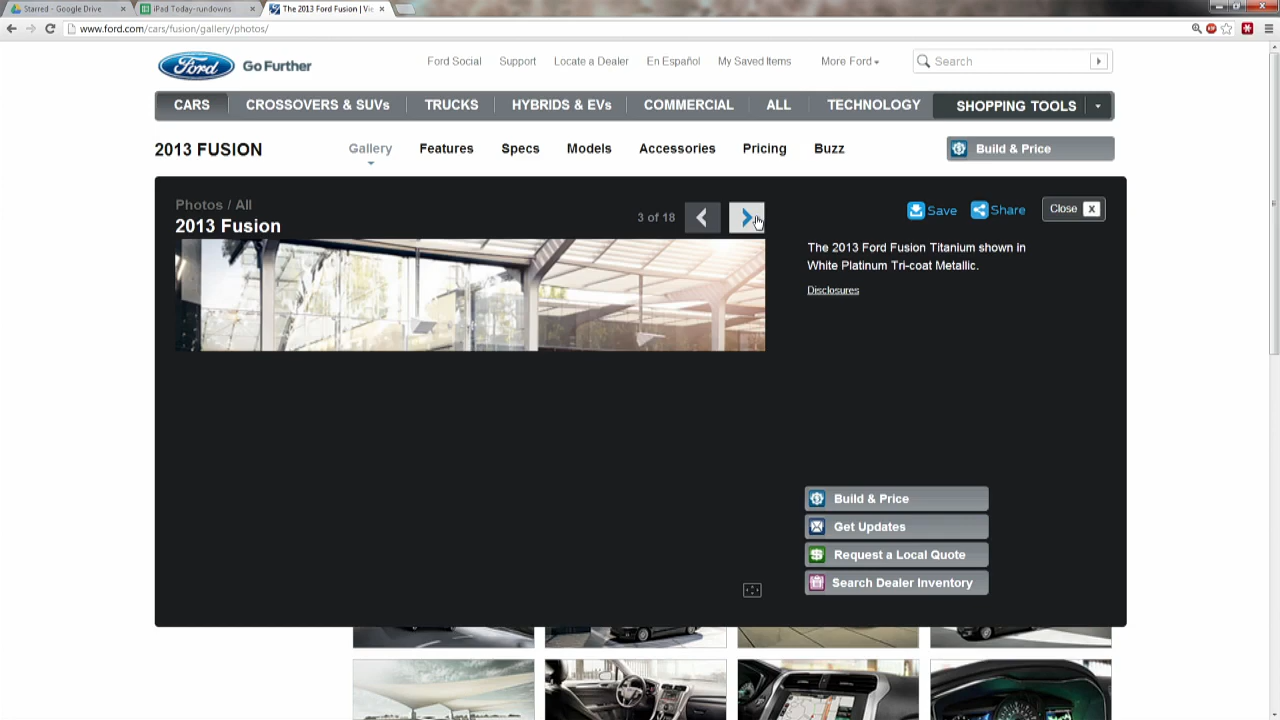 Starred - Google Drive
iPad Today-rundowns
The 2013 Ford Fusion | Vie
www.ford.com/cars/fusion/gallery/photos/
Ford
Go Further
Ford Social
Support
Locate a Dealer
En Español
My Saved Items
More Ford
Search
CARS
CROSSOVERS & SUVs
TRUCKS
HYBRIDS & EVs
COMMERCIAL
ALL
TECHNOLOGY
SHOPPING TOOLS
2013 FUSION
Gallery
Features
Specs
Models
Accessories
Pricing
Buzz
Build & Price
Photos / All
2013 Fusion
3 of 18
Save
Share
Close X
The 2013 Ford Fusion Titanium shown in
White Platinum Tri-coat Metallic.
Disclosures
Build & Price
Get Updates
Request a Local Quote
Search Dealer Inventory